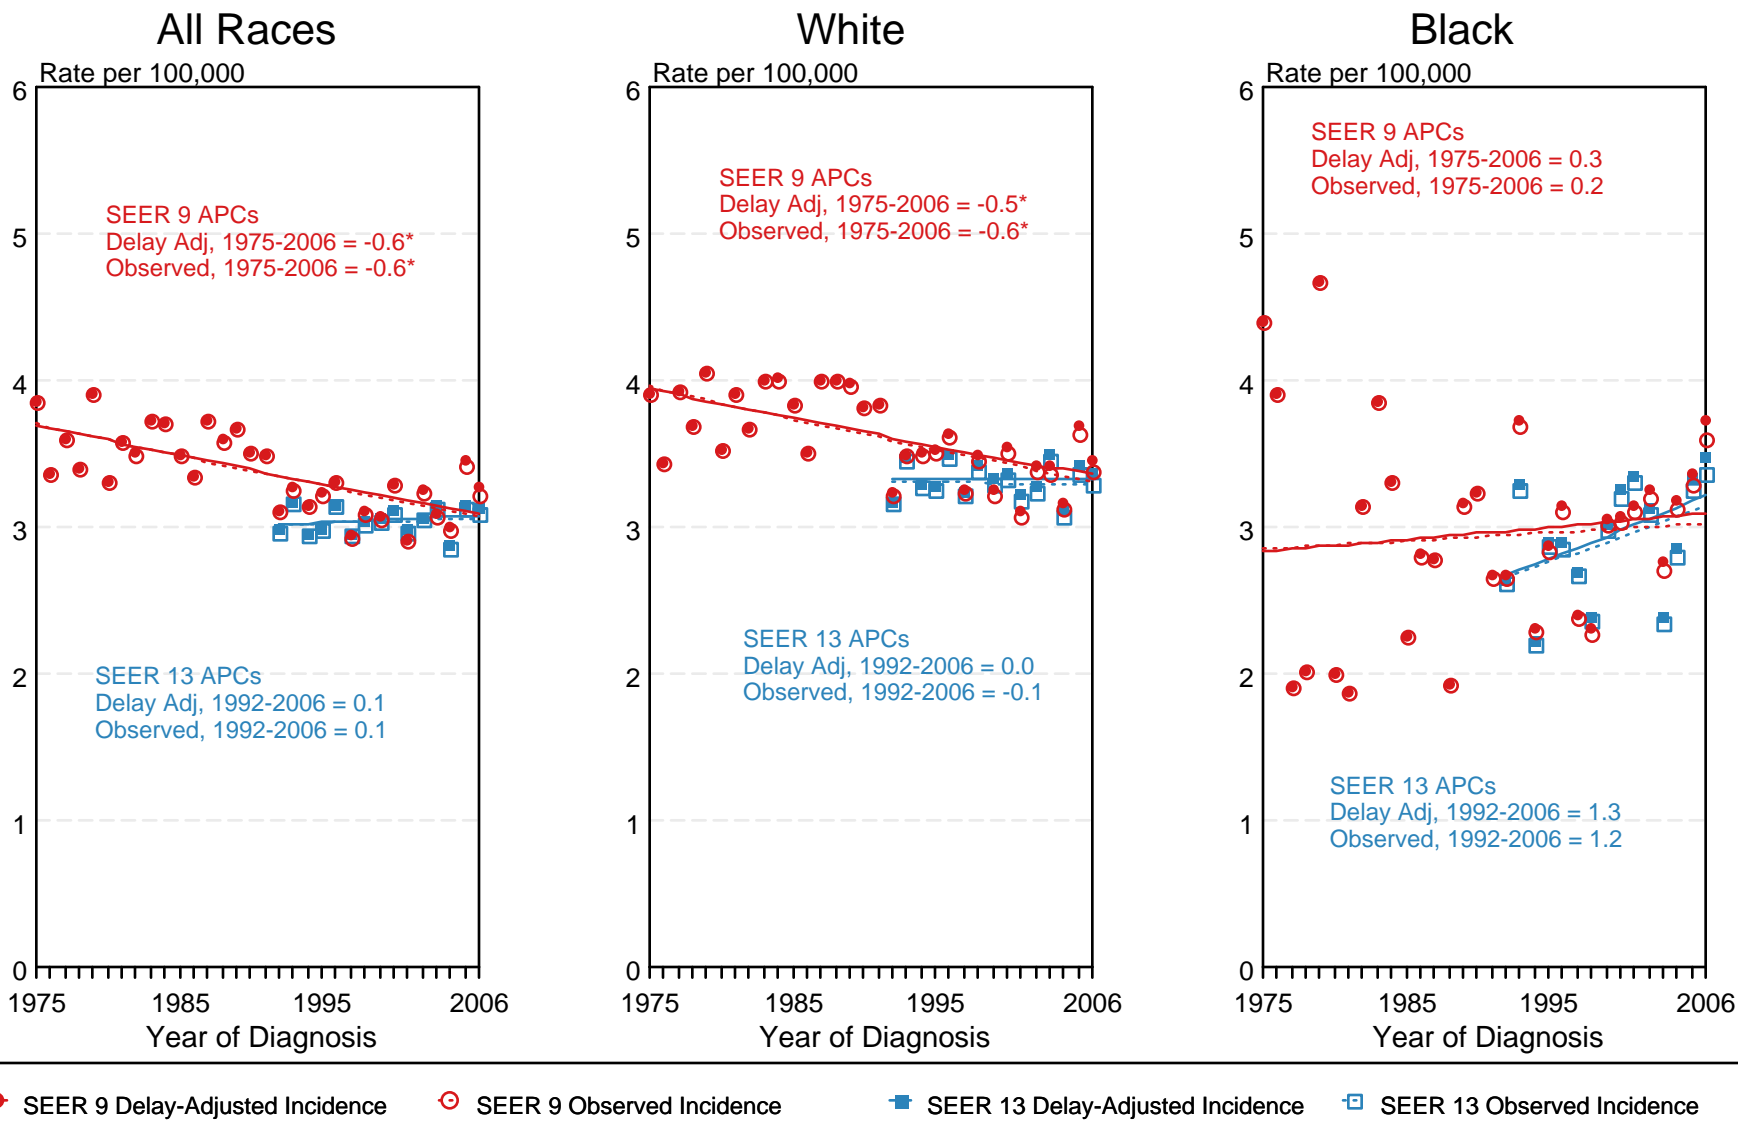 All Races
Rate per 100,000
6
5
4
3
2
1
0
SEER 9 APCs
Delay Adj, 1975-2006 = -0.6*
Observed, 1975-2006 = -0.6*
SEER 13 APCs
Delay Adj, 1992-2006 = 0.1
Observed, 1992-2006 = 0.1
1975 1985 1995 2006
Year of Diagnosis
White
Rate per 100,000
6
5
4
3
2
1
0
SEER 9 APCs
Delay Adj, 1975-2006 = -0.5*
Observed, 1975-2006 = -0.6*
SEER 13 APCs
Delay Adj, 1992-2006 = 0.0
Observed, 1992-2006 = -0.1
1975 1985 1995 2006
Year of Diagnosis
Black
Rate per 100,000
6
5
4
3
2
1
0
SEER 9 APCs
Delay Adj, 1975-2006 = 0.3
Observed, 1975-2006 = 0.2
SEER 13 APCs
Delay Adj, 1992-2006 = 1.3
Observed, 1992-2006 = 1.2
1975 1985 1995 2006
Year of Diagnosis
SEER 9 Delay-Adjusted Incidence SEER 9 Observed Incidence SEER 13 Delay-Adjusted Incidence SEER 13 Observed Incidence